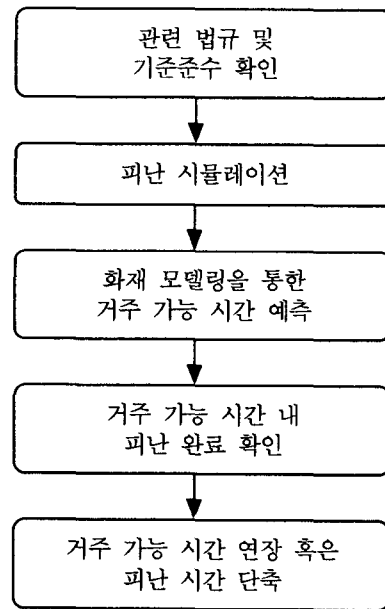 관련 법규 및
기준준수 확인
피난 시뮬레이션
화재 모델링을 통한
거주 가능 시간 예측
거주 가능 시간 내
피난 완료 확인
거주 가능 시간 연장 혹은
피난 시간 단축